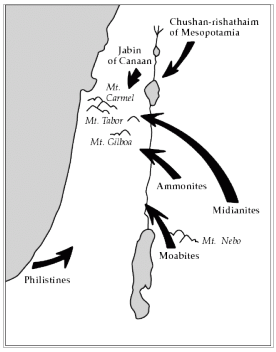 Chushan-rishathaim
of Mesopotamia
Jabin
of Canaan
Mt.
Carmel
Mt. Tabor
Mt. Gilboa
Ammonites
Midianites
Mt. Nebo
Moabites
Philistines